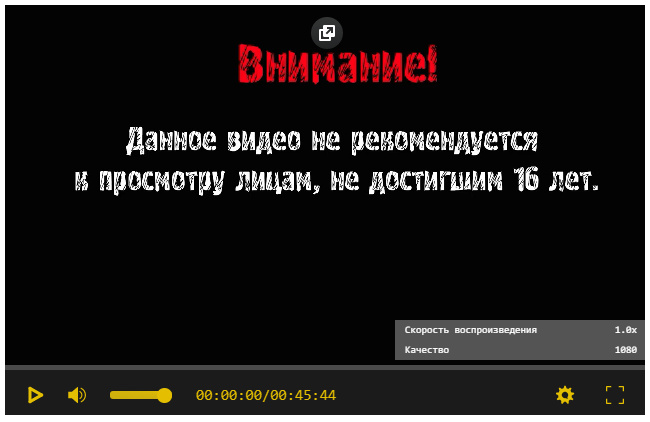 Внимание!
Данное видео не рекомендуется
к просмотру лицам, не достигшим 16 лет.
Скорость воспроизведения 1.0x
Качество 1080
00:00:00/00:45:44